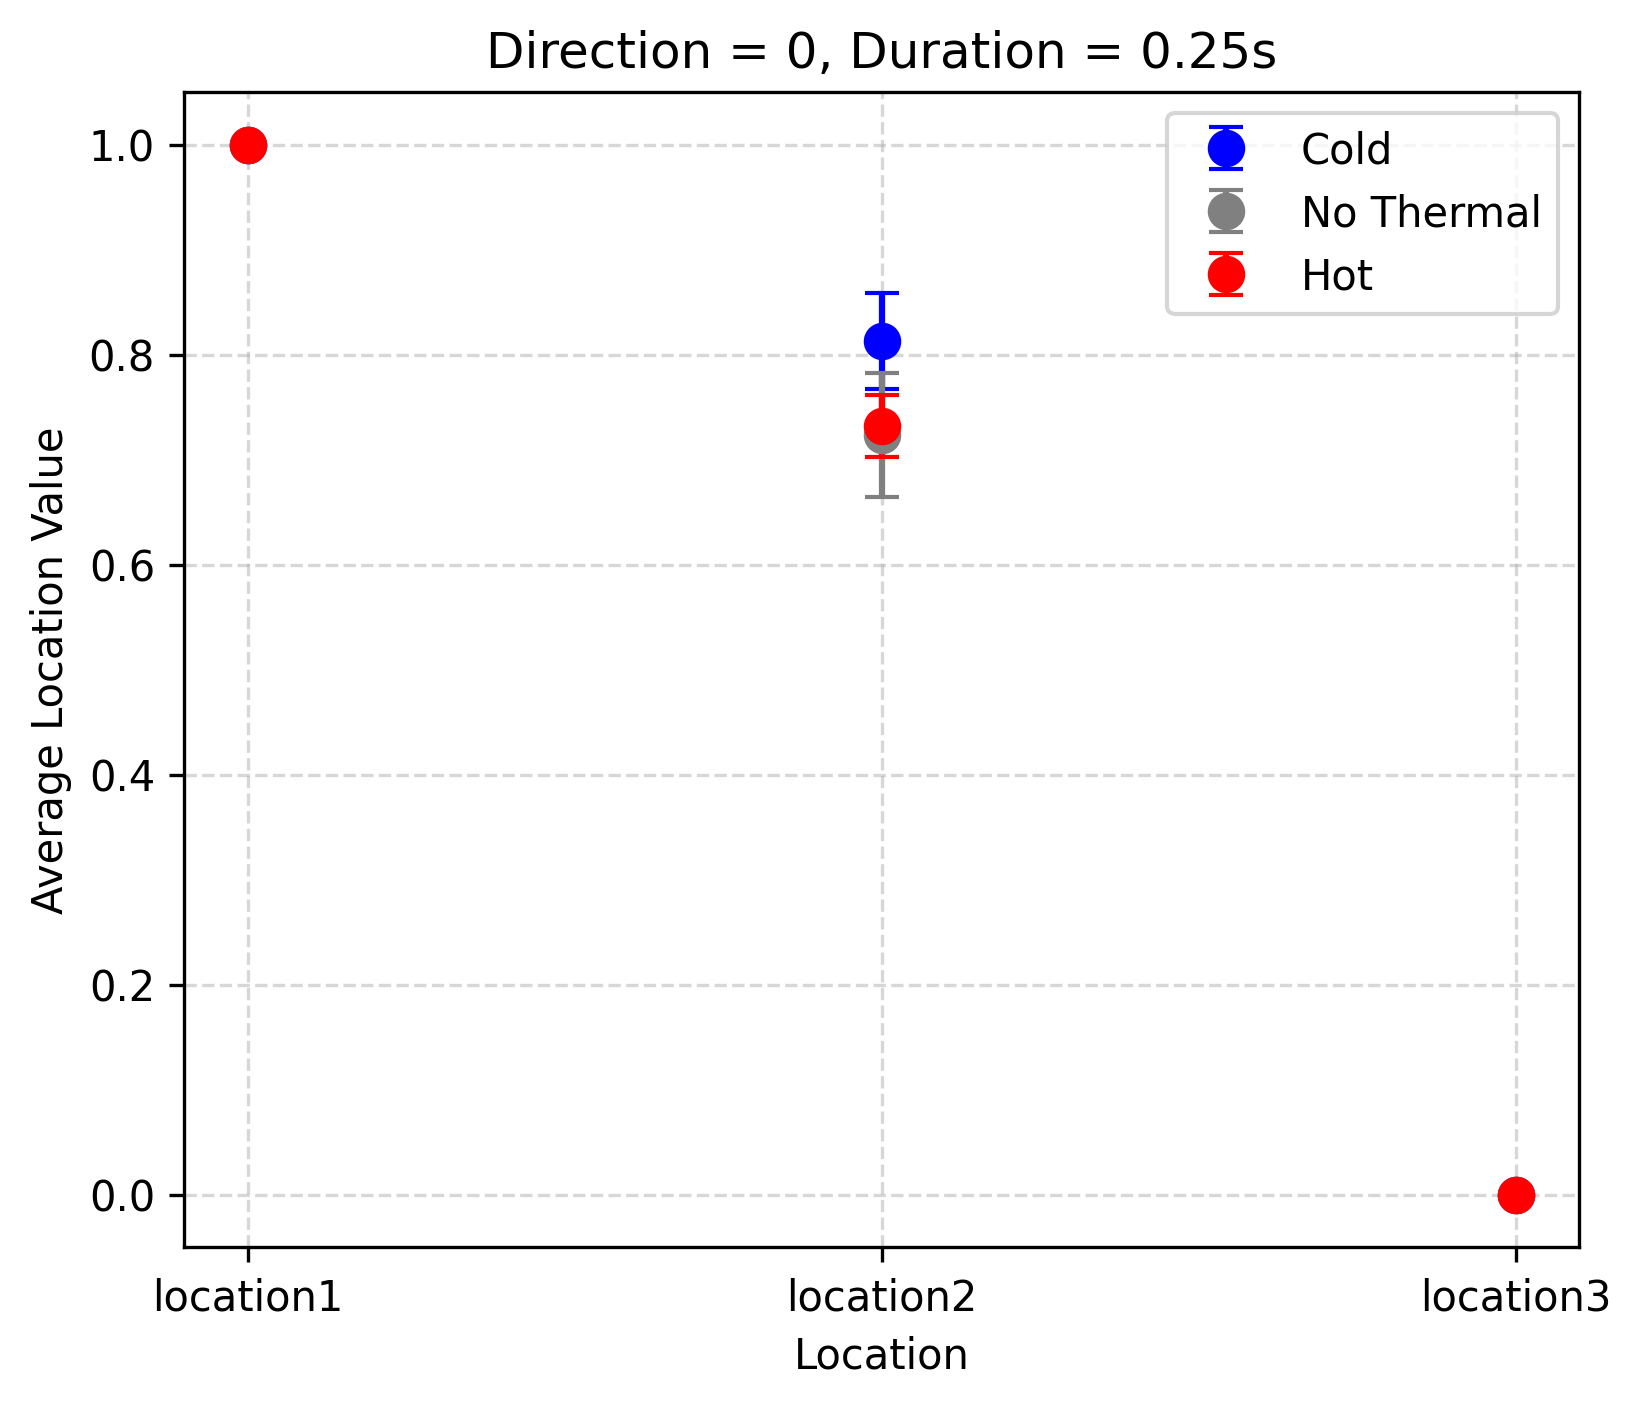 Direction = 0, Duration = 0.25s
Cold
No Thermal
Hot
1.0
0.8
0.6
0.4
0.2
0.0
Average Location Value
location1
location2
location3
Location